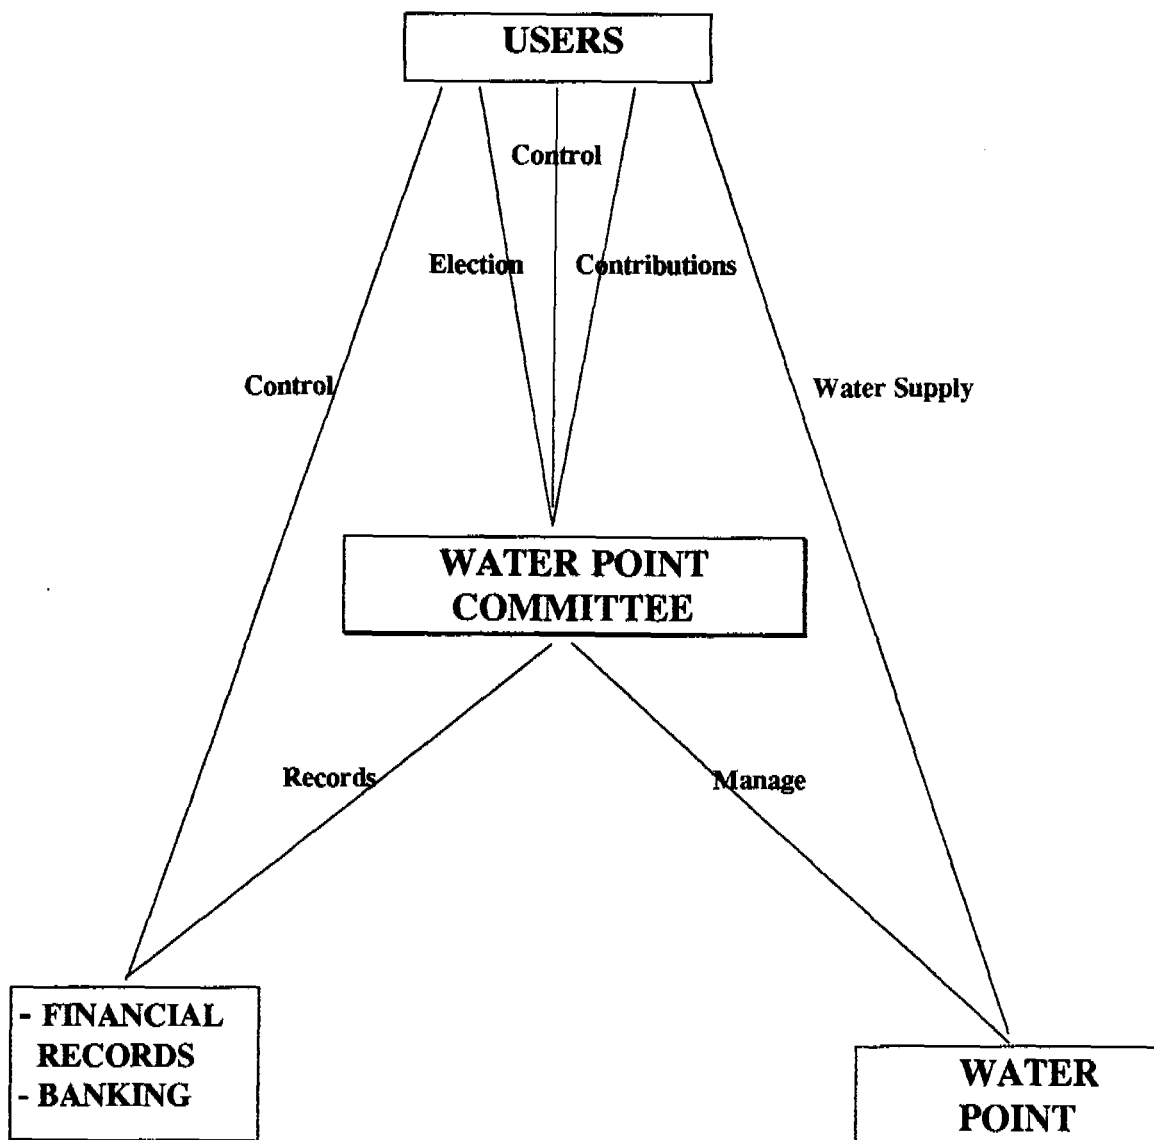 USERS
Control
Election
Contributions
Control
Water Supply
WATER POINT
COMMITTEE
Records
Manage
- FINANCIAL
RECORDS
- BANKING
WATER
POINT